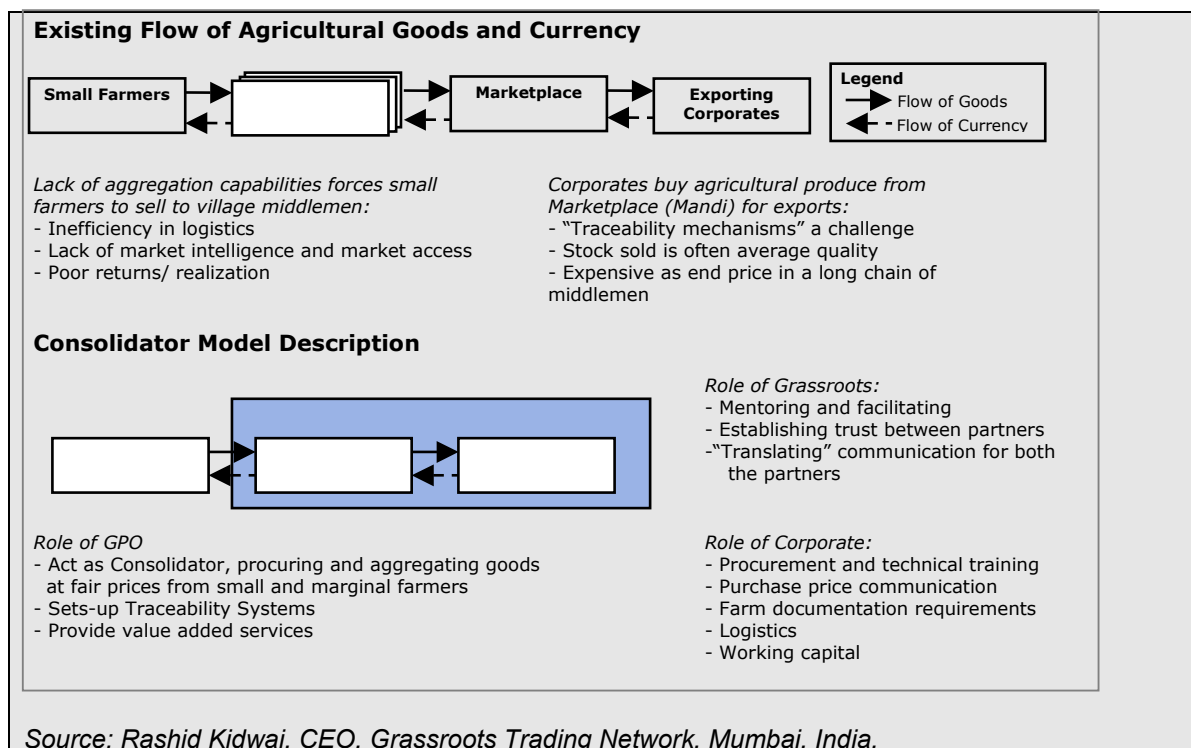 Existing Flow of Agricultural Goods and Currency
Small Farmers
Marketplace
Exporting
Corporates
Legend
Flow of Goods
Flow of Currency
Lack of aggregation capabilities forces small
farmers to sell to village middlemen:
- Inefficiency in logistics
- Lack of market intelligence and market access
- Poor returns/ realization
Corporates buy agricultural produce from
Marketplace (Mandi) for exports:
- “Traceability mechanisms” a challenge
- Stock sold is often average quality
- Expensive as end price in a long chain of
middlemen
Consolidator Model Description
Role of Grassroots:
- Mentoring and facilitating
- Establishing trust between partners
-“Translating” communication for both
the partners
Role of GPO
- Act as Consolidator, procuring and aggregating goods
at fair prices from small and marginal farmers
- Sets-up Traceability Systems
- Provide value added services
Role of Corporate:
- Procurement and technical training
- Purchase price communication
- Farm documentation requirements
- Logistics
- Working capital
Source: Rashid Kidwai, CEO, Grassroots Trading Network, Mumbai, India.